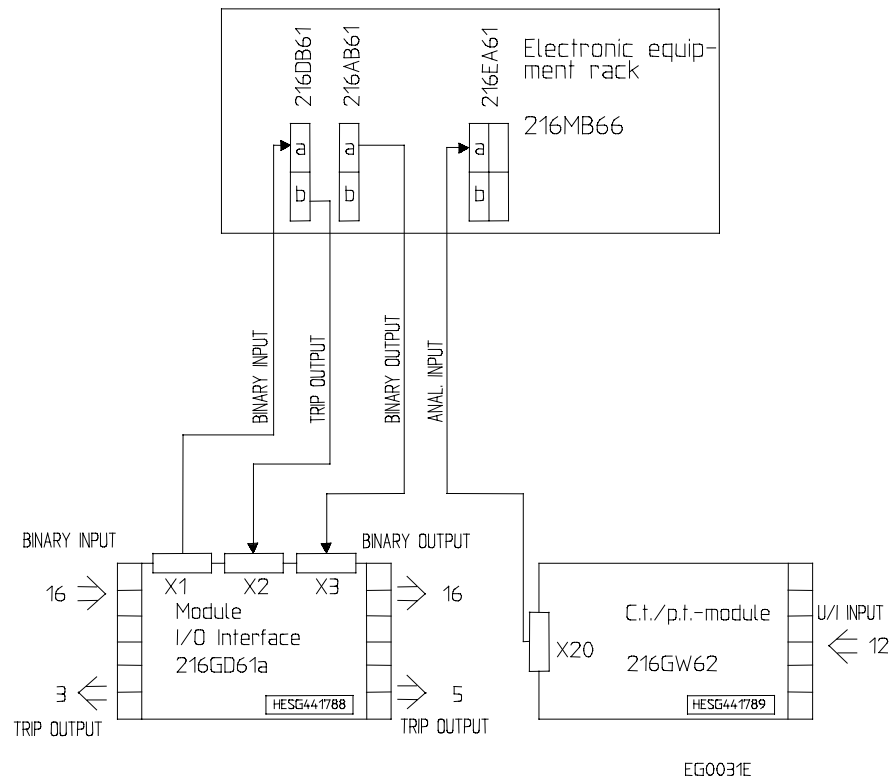 216DB61
216AB61
216EA61
Electronic equip-
ment rack
216MB66
a
a
a
b
b
b
BINARY INPUT
TRIP OUTPUT
BINARY OUTPUT
ANAL. INPUT
BINARY INPUT
BINARY OUTPUT
16
X1
X2
X3
16
Module
I/O Interface
216GD61a
HESG441788
3
TRIP OUTPUT
5
TRIP OUTPUT
X20
C.t./p.t.-module
216GW62
HESG441789
U/I INPUT
12
EG0031E